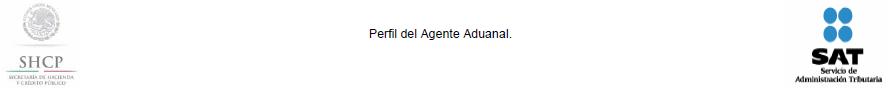 Perfil del Agente Aduanal.
SHCP
SECRETARÍA DE HACIENDA
Y CRÉDITO PÚBLICO
SAT
Servicio de
Administración Tributaria